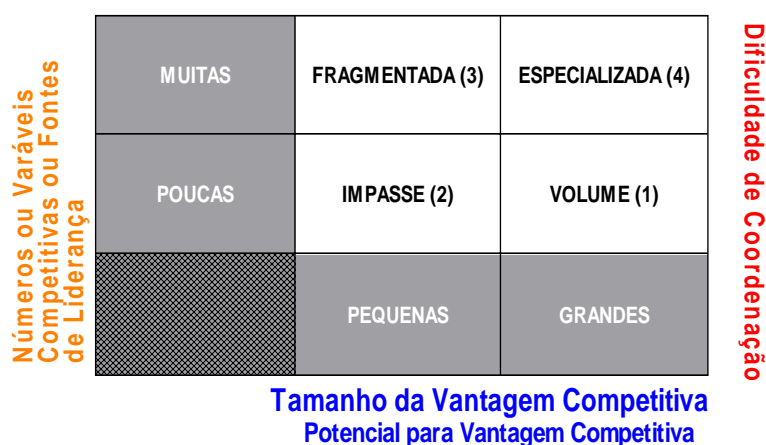 Números ou Varáveis
Competitivas ou Fontes
de Liderança
MUITAS
FRAGMENTADA (3)
ESPECIALIZADA (4)
POUCAS
IMPASSE (2)
VOLUME (1)
PEQUENAS
GRANDES
Dificuldade de Coordenação
Tamanho da Vantagem Competitiva
Potencial para Vantagem Competitiva